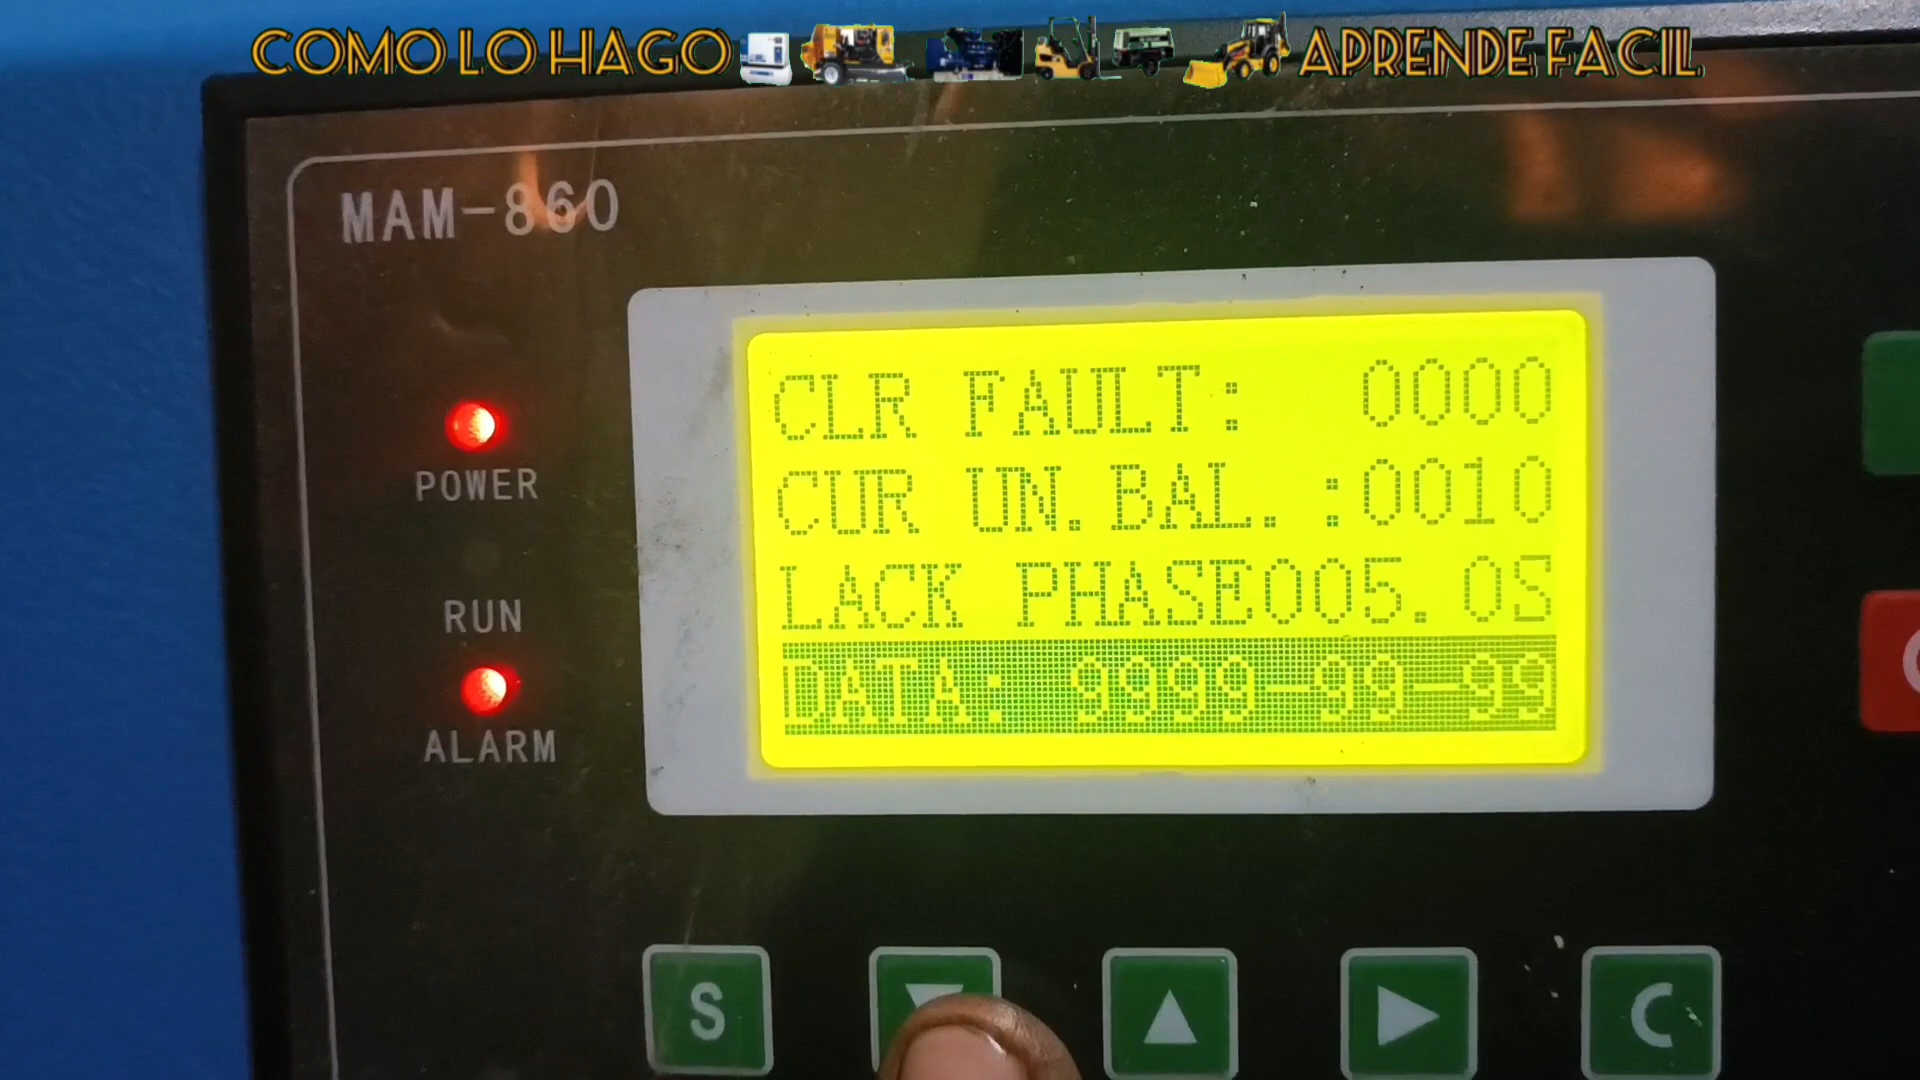 COMO LO HAGO APRENDE FACIL
MAM-860
CLR FAULT: 0000
CUR UN.BAL. :0010
LACK PHASE005.0S
DATA: 9999-99-99
POWER
RUN
ALARM
S
C